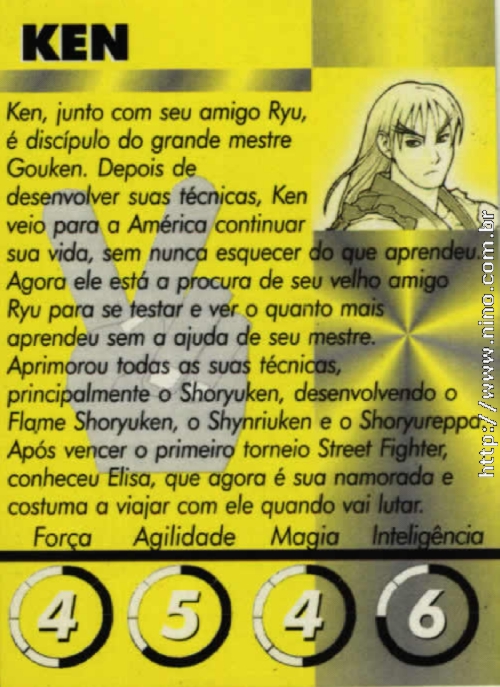 KEN
Ken, junto com seu amigo Ryu,
é discípulo do grande mestre
Gouken. Depois de
desenvolver suas técnicas, Ken
veio para a América continuar
sua vida, sem nunca esquecer do que aprendeu.
Agora ele está a procura de seu velho amigo
Ryu para se testar e ver o quanto mais
aprendeu sem a ajuda de seu mestre.
Aprimorou todas as suas técnicas,
principalmente o Shoryuken, desenvolvendo o
Flame Shoryuken, o Shynriuken e o Shoryureppa.
Após vencer o primeiro torneio Street Fighter,
conheceu Elisa, que agora é sua namorada e
costuma a viajar com ele quando vai lutar.
Força Agilidade Magia Inteligência
4 5 4 6
http://www.nimo.com.br